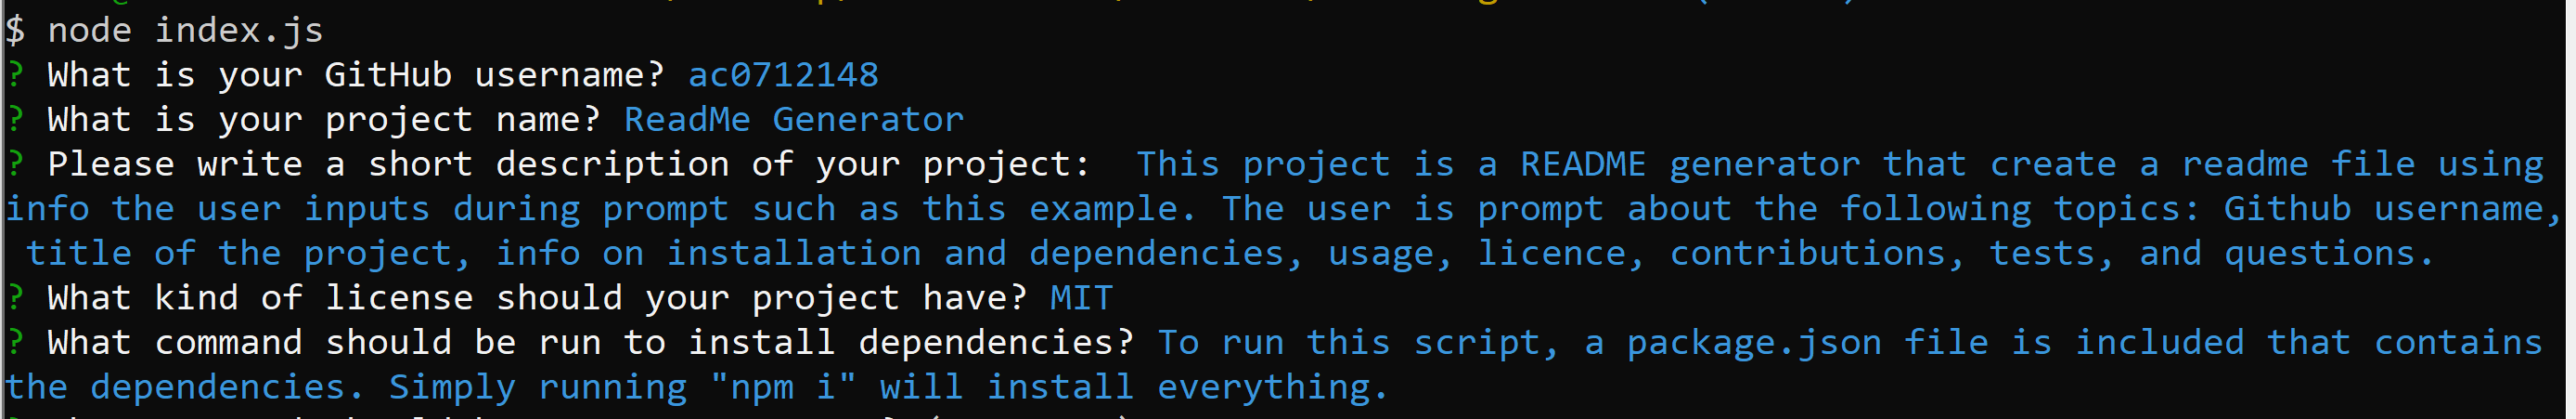 $ node index.js
? What is your GitHub username? ac0712148
? What is your project name? ReadMe Generator
? Please write a short description of your project:  This project is a README generator that create a readme file using
info the user inputs during prompt such as this example. The user is prompt about the following topics: Github username,
 title of the project, info on installation and dependencies, usage, licence, contributions, tests, and questions.
? What kind of license should your project have? MIT
? What command should be run to install dependencies? To run this script, a package.json file is included that contains
the dependencies. Simply running "npm i" will install everything.